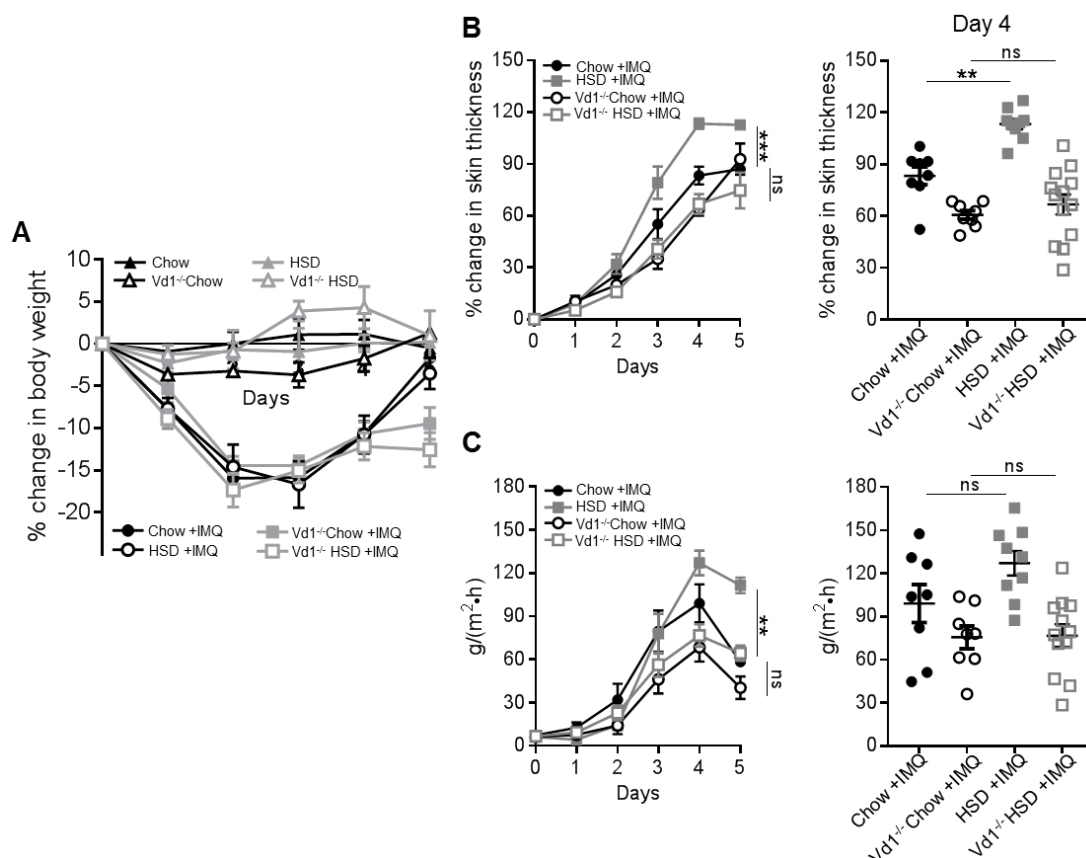 A
10
5
0
-5
-10
-15
-20
% change in body weight
Chow
HSD
Vd1-/-Chow
Vd1-/- HSD
Days
Chow +IMQ
Vd1-/-Chow +IMQ
HSD +IMQ
Vd1-/- HSD +IMQ
B
150
120
90
60
30
0
% change in skin thickness
Chow +IMQ
HSD +IMQ
Vd1-/-Chow +IMQ
Vd1-/- HSD +IMQ
***
ns
0 1 2 3 4 5
Days
Day 4
150
120
90
60
30
0
% change in skin thickness
**
ns
Chow +IMQ
Vd1-/- Chow +IMQ
HSD +IMQ
Vd1-/- HSD +IMQ
C
180
150
120
90
60
30
0
g/(m²•h)
Chow +IMQ
HSD +IMQ
Vd1-/-Chow +IMQ
Vd1-/- HSD +IMQ
**
ns
0 1 2 3 4 5
Days
180
150
120
90
60
30
0
g/(m²•h)
ns
ns
Chow +IMQ
Vd1-/- Chow +IMQ
HSD +IMQ
Vd1-/- HSD +IMQ